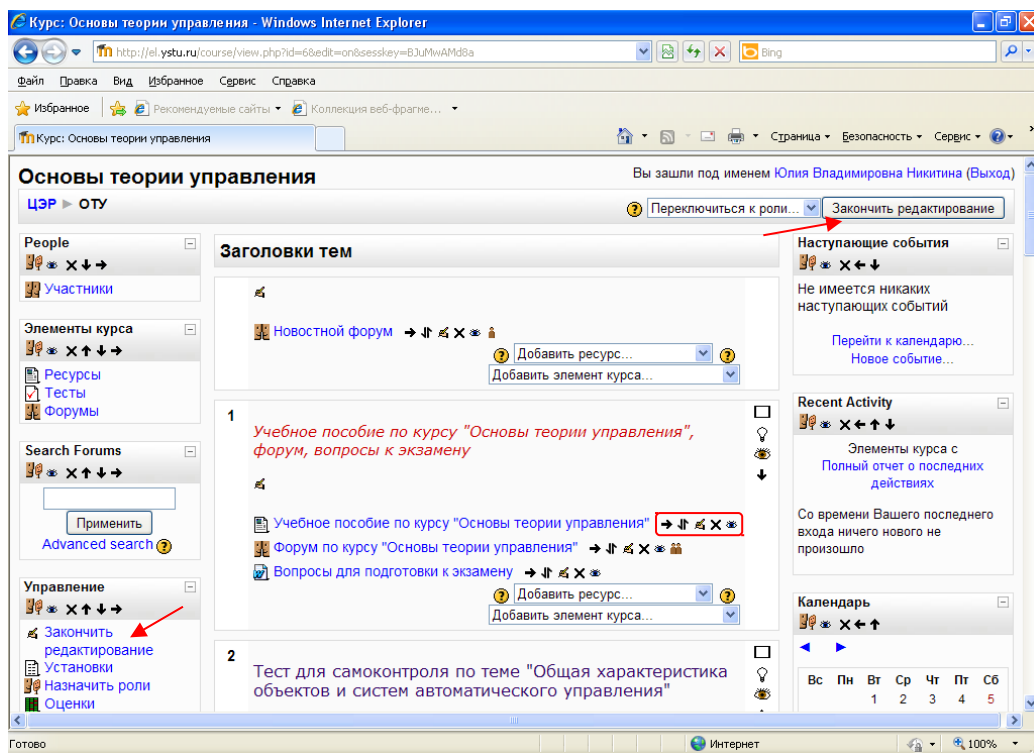 Курс: Основы теории управления - Windows Internet Explorer
http://el.ystu.ru/course/view.php?id=6&edit=on&sesskey=BJuMwAMd8a
Bing
Файл Правка Вид Избранное Сервис Справка
Избранное Рекомендуемые сайты Коллекция веб-фрагме...
Курс: Основы теории управления
Страница Безопасность Сервис
Основы теории управления
Вы зашли под именем Юлия Владимировна Никитина (Выход)
ЦЭР ► ОТУ
Переключиться к роли... Закончить редактирование
People
Участники
Элементы курса
Ресурсы
Тесты
Форумы
Search Forums
Применить
Advanced search
Управление
Закончить
редактирование
Установки
Назначить роли
Оценки
Заголовки тем
Новостной форум
Добавить ресурс...
Добавить элемент курса...
1
Учебное пособие по курсу "Основы теории управления",
форум, вопросы к экзамену
Учебное пособие по курсу "Основы теории управления"
Форум по курсу "Основы теории управления"
Вопросы для подготовки к экзамену
Добавить ресурс...
Добавить элемент курса...
2
Тест для самоконтроля по теме "Общая характеристика
объектов и систем автоматического управления"
Наступающие события
Не имеется никаких
наступающих событий
Перейти к календарю...
Новое событие...
Recent Activity
Элементы курса с
Полный отчет о последних
действиях
Со времени Вашего последнего
входа ничего нового не
произошло
Календарь
Вс Пн Вт Ср Чт Пт Сб
1 2 3 4 5
Готово
Интернет
100%